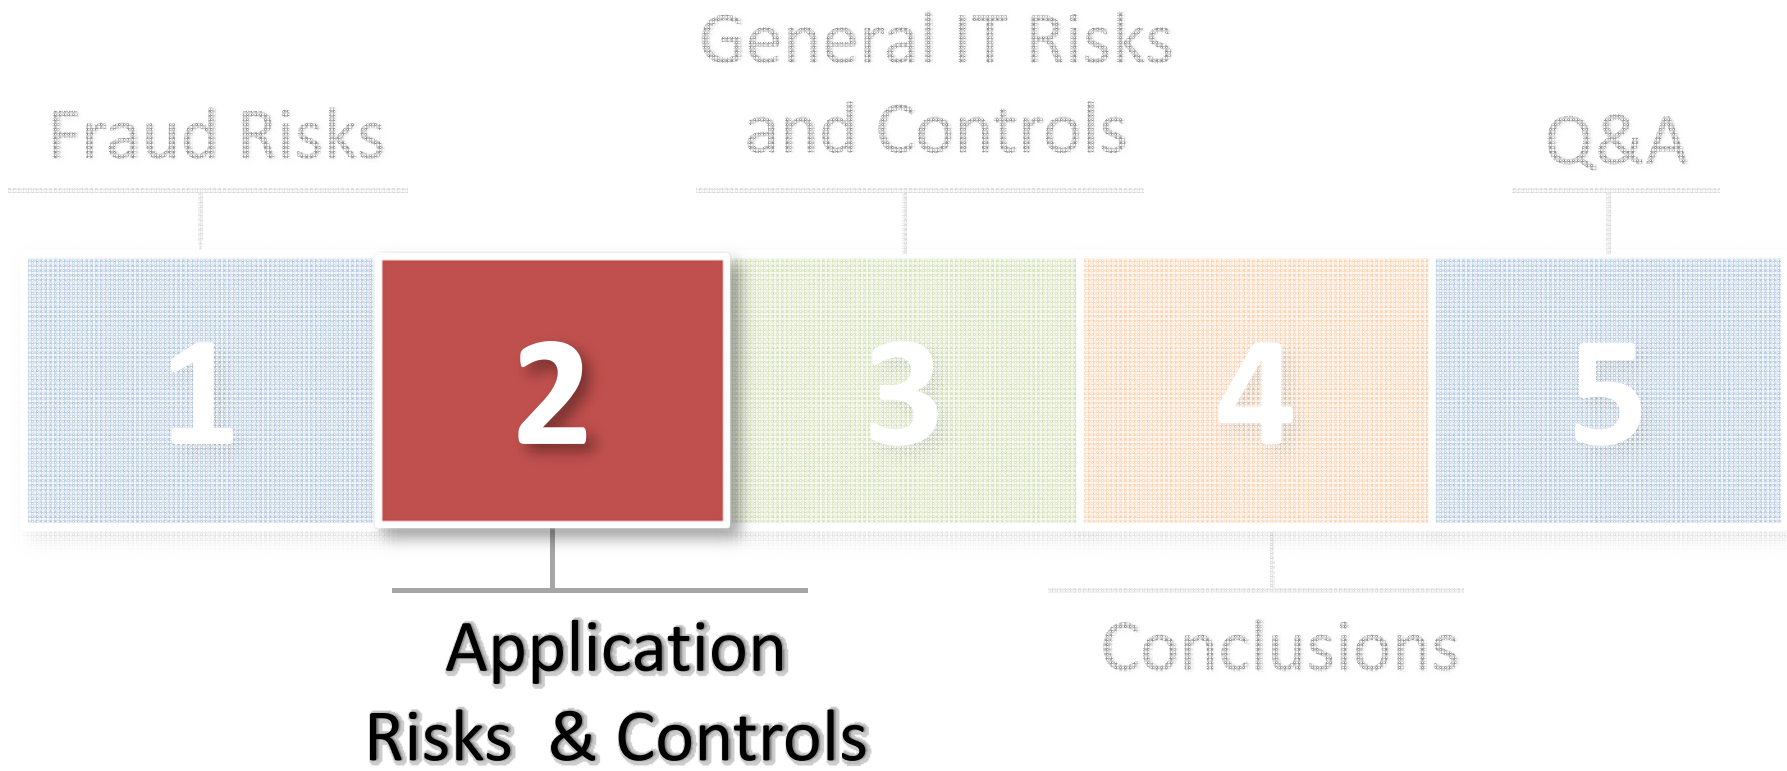 General IT Risks
and Controls
Fraud Risks
Q&A
1
2
3
4
5
Application
Risks & Controls
Conclusions